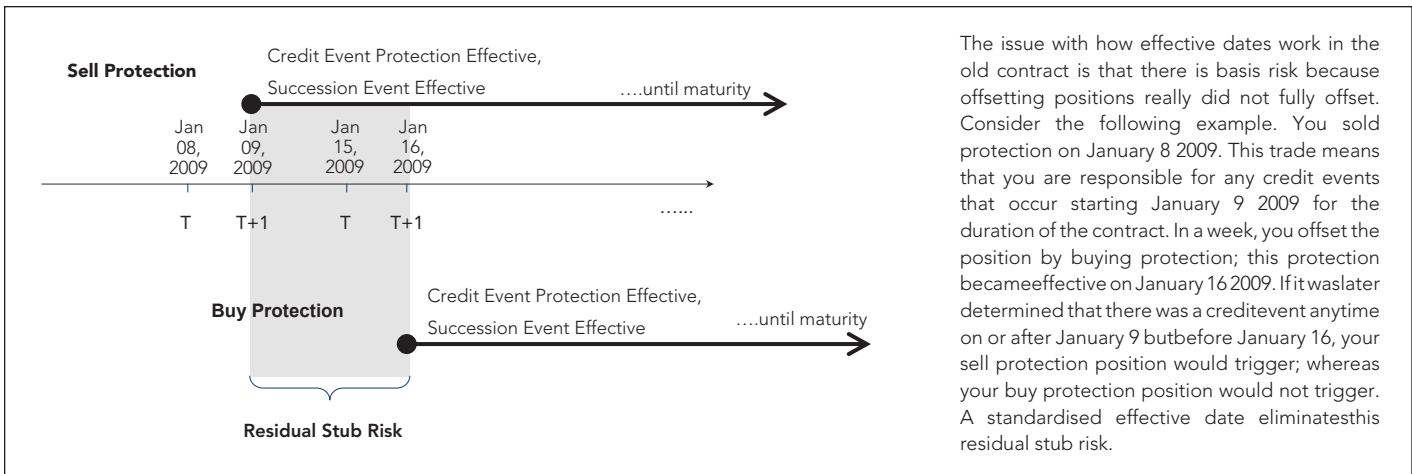 Sell Protection
Credit Event Protection Effective,
Succession Event Effective
….until maturity
Jan
08,
2009
Jan
09,
2009
Jan
15,
2009
Jan
16,
2009
T
T+1
T
T+1
…...
Buy Protection
Credit Event Protection Effective,
Succession Event Effective
….until maturity
Residual Stub Risk
The issue with how effective dates work in the
old contract is that there is basis risk because
offsetting positions really did not fully offset.
Consider the following example. You sold
protection on January 8 2009. This trade means
that you are responsible for any credit events
that occur starting January 9 2009 for the
duration of the contract. In a week, you offset the
position by buying protection; this protection
becameeffective on January 16 2009. If it waslater
determined that there was a creditevent anytime
on or after January 9 butbefore January 16, your
sell protection position would trigger; whereas
your buy protection position would not trigger.
A standardised effective date eliminatesthis
residual stub risk.